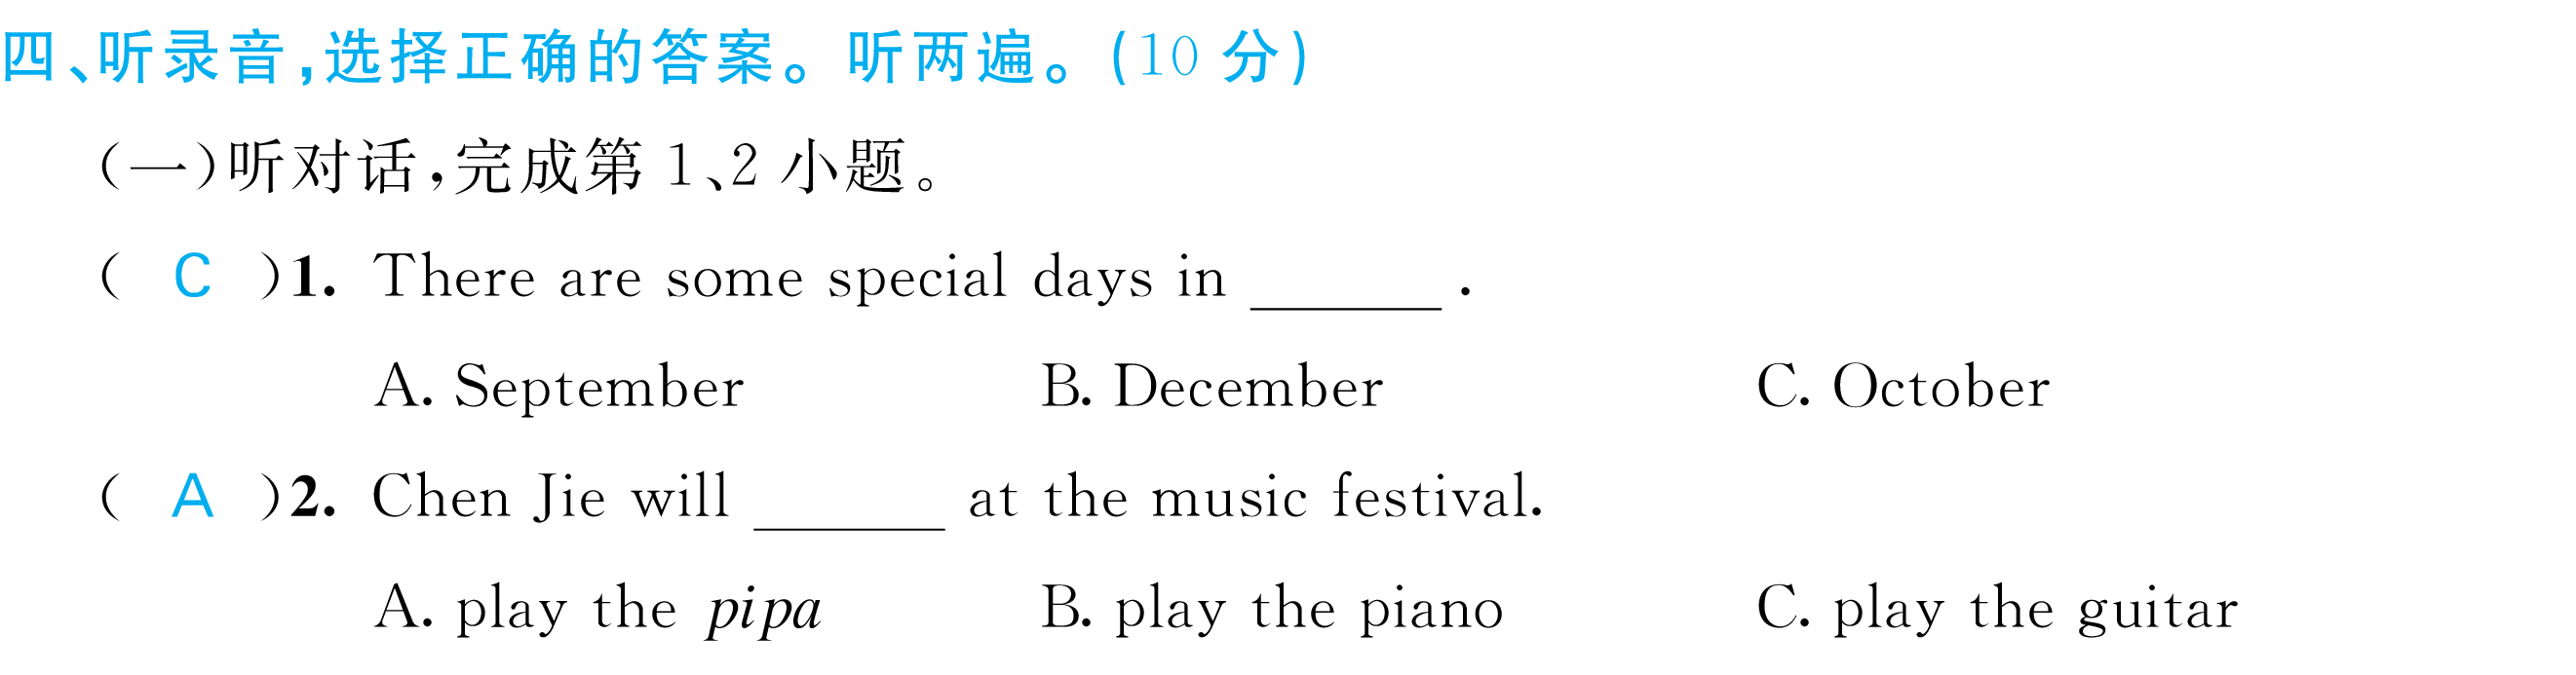 四、听录音,选择正确的答案。听两遍。(10 分)
(一)听对话,完成第 1、2 小题。
( C )1. There are some special days in ______ .
A. September B. December C. October
( A )2. Chen Jie will ______ at the music festival.
A. play the pipa B. play the piano C. play the guitar